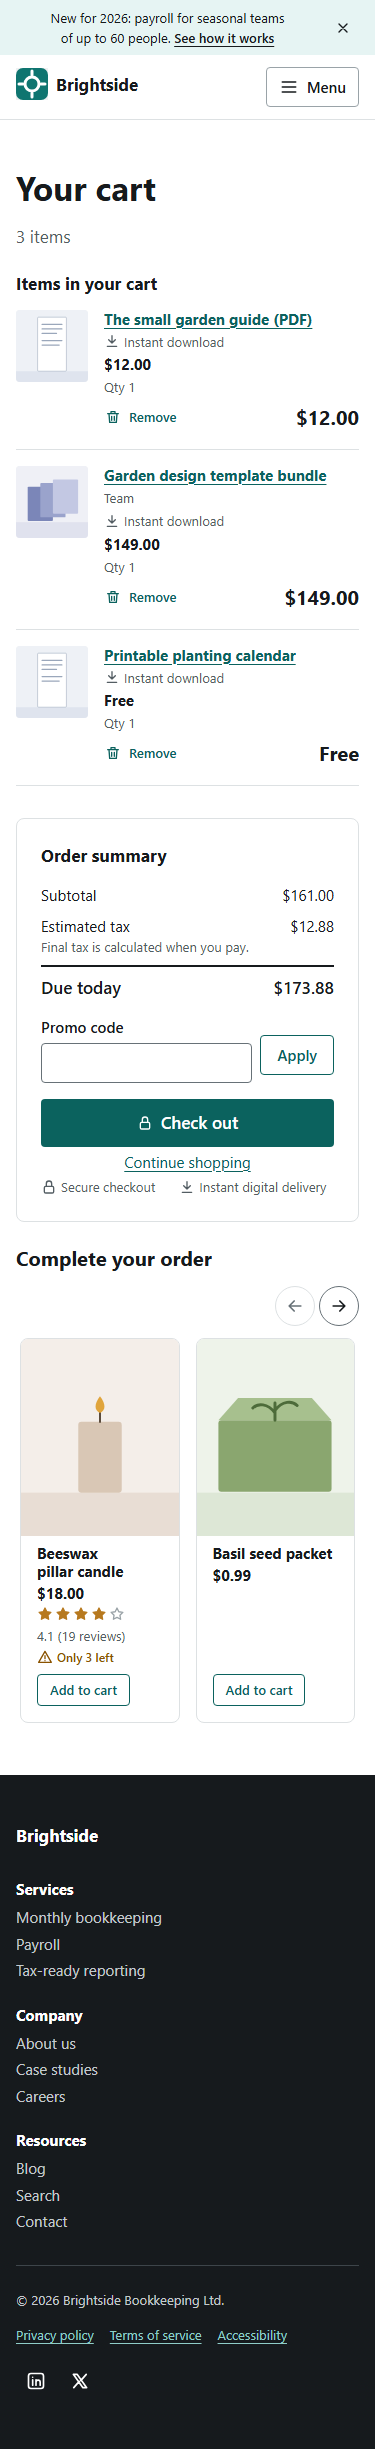 New for 2026: payroll for seasonal teams
of up to 60 people. See how it works
Brightside
Menu
Your cart
3 items
Items in your cart
The small garden guide (PDF)
Instant download
$12.00
Qty 1
Remove
$12.00
Garden design template bundle
Team
Instant download
$149.00
Qty 1
Remove
$149.00
Printable planting calendar
Instant download
Free
Qty 1
Remove
Free
Order summary
Subtotal
$161.00
Estimated tax
$12.88
Final tax is calculated when you pay.
Due today
$173.88
Promo code
Apply
Check out
Continue shopping
Secure checkout
Instant digital delivery
Complete your order
Beeswax
pillar candle
$18.00
4.1 (19 reviews)
Only 3 left
Add to cart
Basil seed packet
$0.99
Add to cart
Brightside
Services
Monthly bookkeeping
Payroll
Tax-ready reporting
Company
About us
Case studies
Careers
Resources
Blog
Search
Contact
© 2026 Brightside Bookkeeping Ltd.
Privacy policy
Terms of service
Accessibility